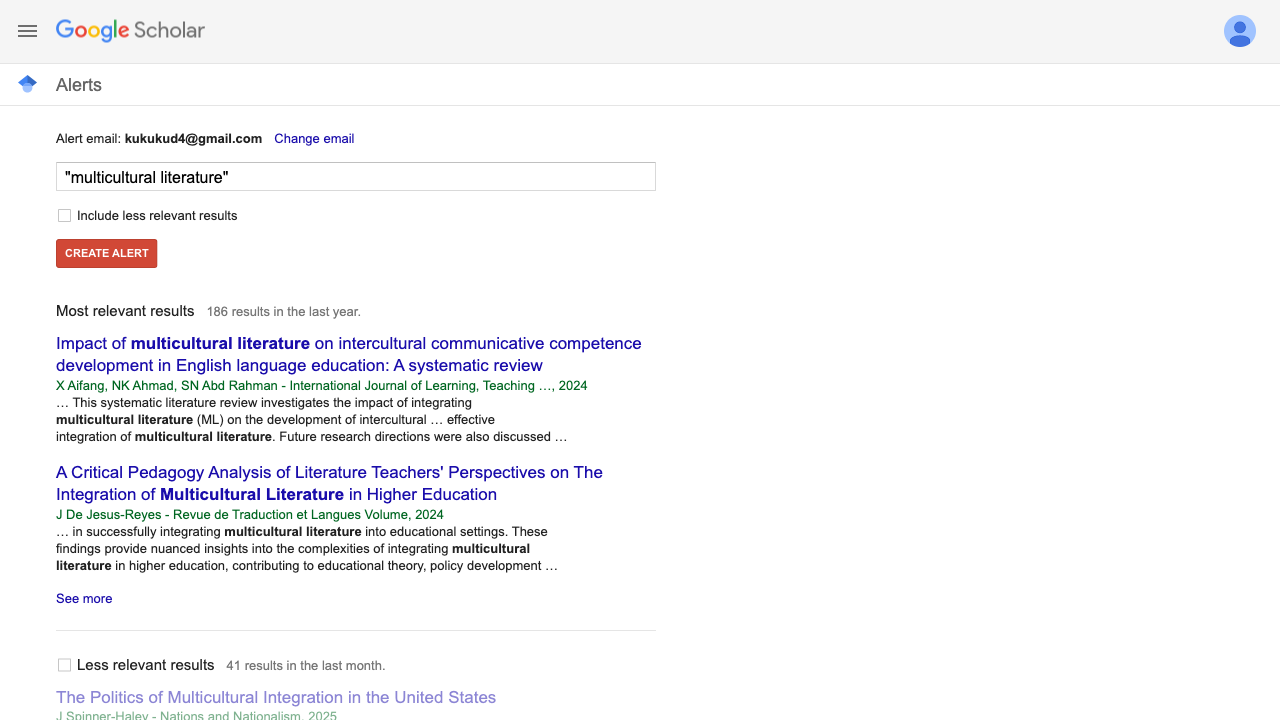 Google Scholar
Alerts
Alert email: kukukud4@gmail.com Change email
"multicultural literature"
Include less relevant results
CREATE ALERT
Most relevant results 186 results in the last year.
Impact of multicultural literature on intercultural communicative competence
development in English language education: A systematic review
X Aifang, NK Ahmad, SN Abd Rahman - International Journal of Learning, Teaching …, 2024
… This systematic literature review investigates the impact of integrating
multicultural literature (ML) on the development of intercultural … effective
integration of multicultural literature. Future research directions were also discussed …
A Critical Pedagogy Analysis of Literature Teachers' Perspectives on The
Integration of Multicultural Literature in Higher Education
J De Jesus-Reyes - Revue de Traduction et Langues Volume, 2024
… in successfully integrating multicultural literature into educational settings. These
findings provide nuanced insights into the complexities of integrating multicultural
literature in higher education, contributing to educational theory, policy development …
See more
Less relevant results 41 results in the last month.
The Politics of Multicultural Integration in the United States
J Spinner-Haley - Nations and Nationalism, 2025